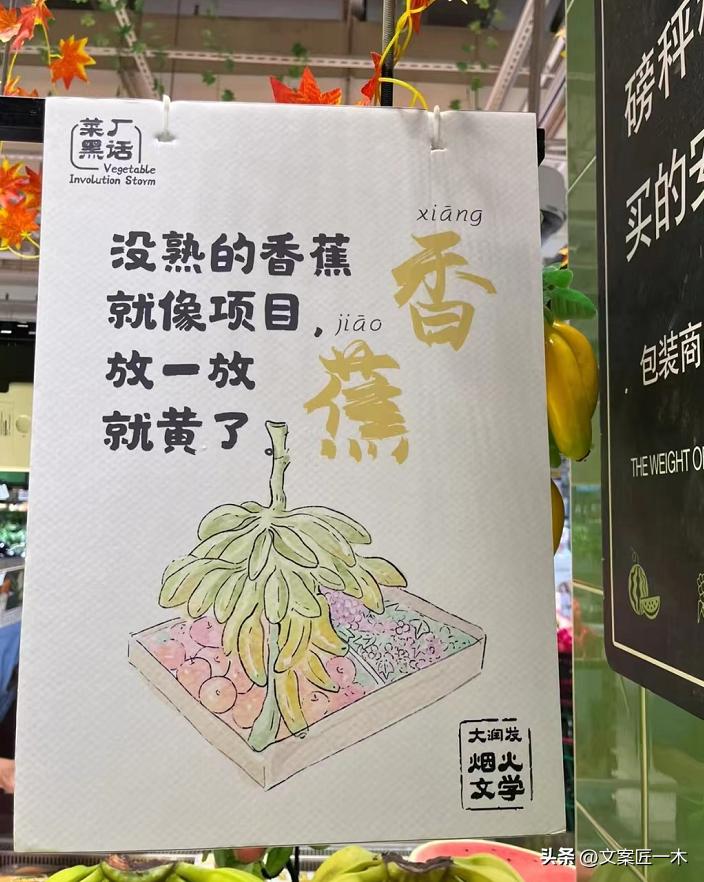 菜厂
黑话
Vegetable
Involution Storm
xiāng
香
jiāo
蕉
没熟的香蕉
就像项目，
放一放
就黄了。
大润发
烟火
文学
磅秤
买的
包装商
THE WEIGHT O
头条 @文案匠一木